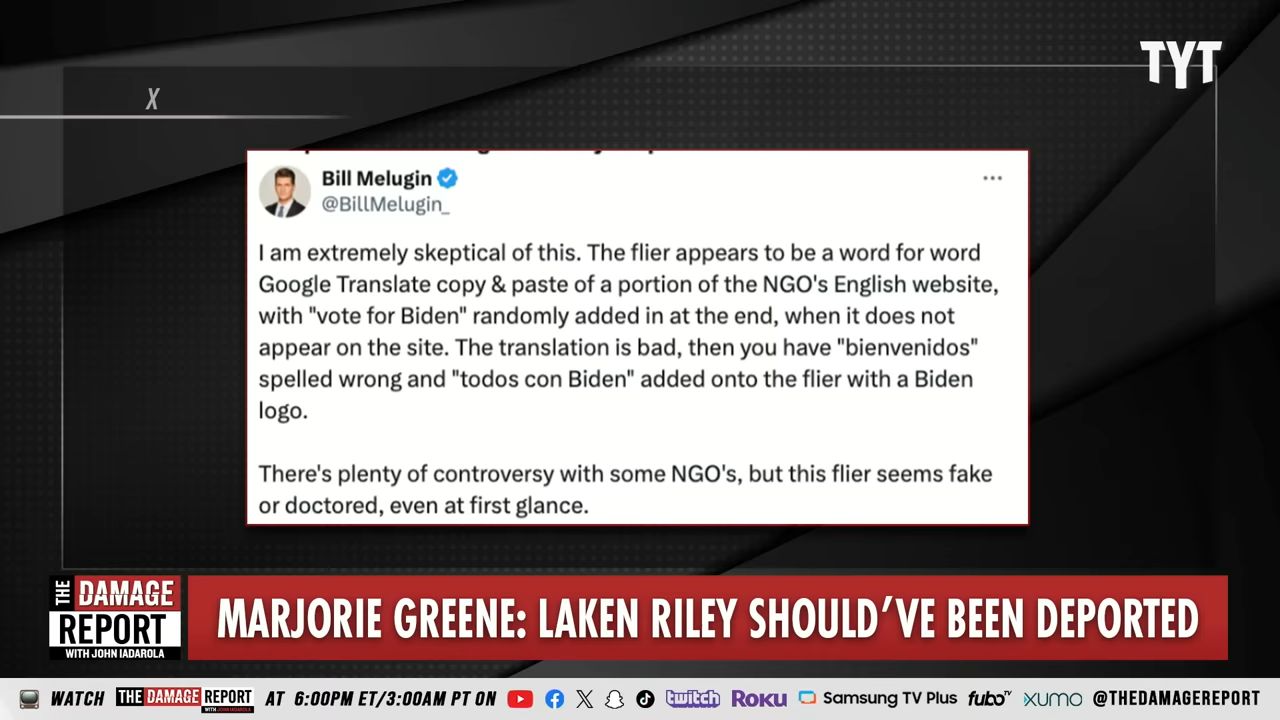 TYT
X
Bill Melugin
@BillMelugin_
I am extremely skeptical of this. The flier appears to be a word for word
Google Translate copy & paste of a portion of the NGO's English website,
with "vote for Biden" randomly added in at the end, when it does not
appear on the site. The translation is bad, then you have "bienvenidos"
spelled wrong and "todos con Biden" added onto the flier with a Biden
logo.
There's plenty of controversy with some NGO's, but this flier seems fake
or doctored, even at first glance.
THE DAMAGE
REPORT
WITH JOHN IADAROLA
MARJORIE GREENE: LAKEN RILEY SHOULD'VE BEEN DEPORTED
WATCH THE DAMAGE REPORT WITH JOHN IADAROLA AT 6:00PM ET/3:00AM PT ON twitch ROKU SAMSUNG TV Plus fuboTV xumo @THEDAMAGEREPORT